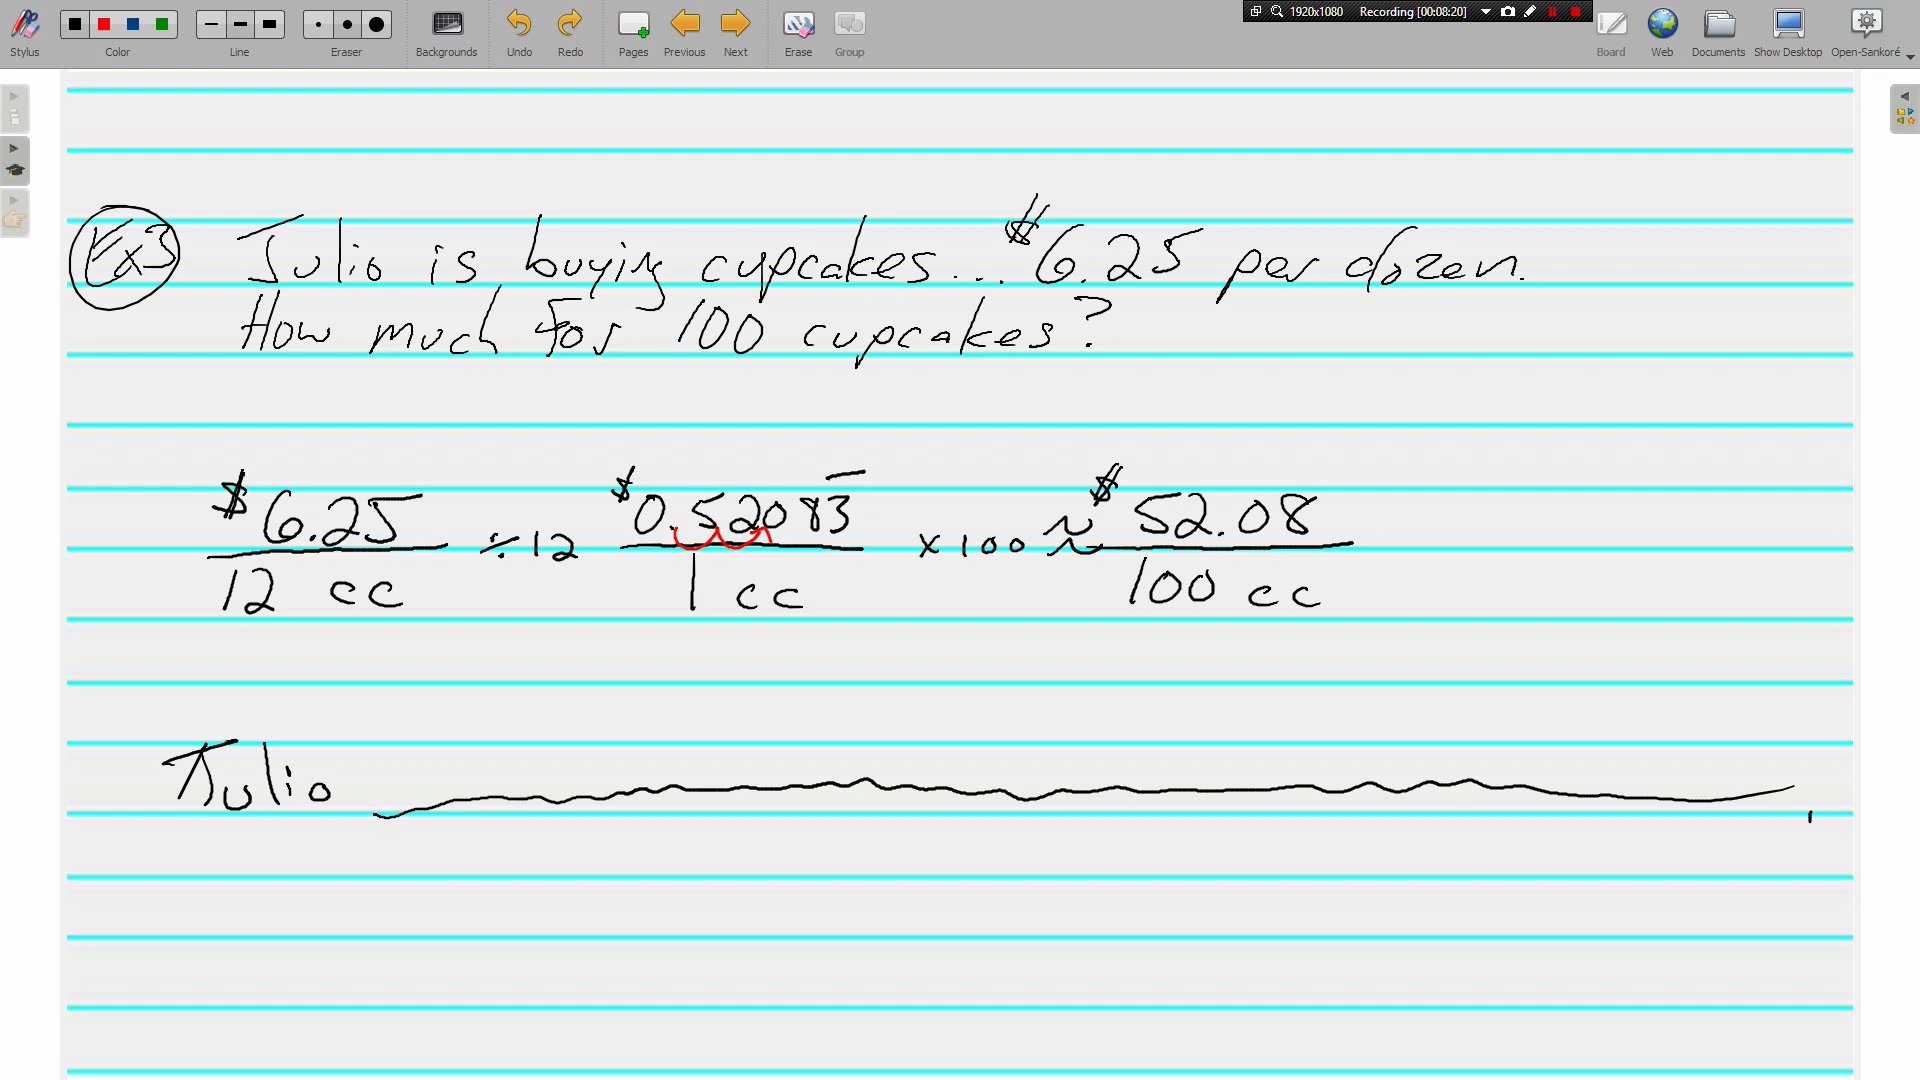 1920x1080 Recording [00:08:20]
Stylus Color Line Eraser Backgrounds Undo Redo Pages Previous Next Erase Group Board Web Documents Show Desktop Open-Sankoré
Ex3 Julio is buying cupcakes... $6.25 per dozen.
How much for 100 cupcakes?
$6.25 $0.52083̅ ≈ $52.08
÷12 x100
12 cc 1 cc 100 cc
Julio